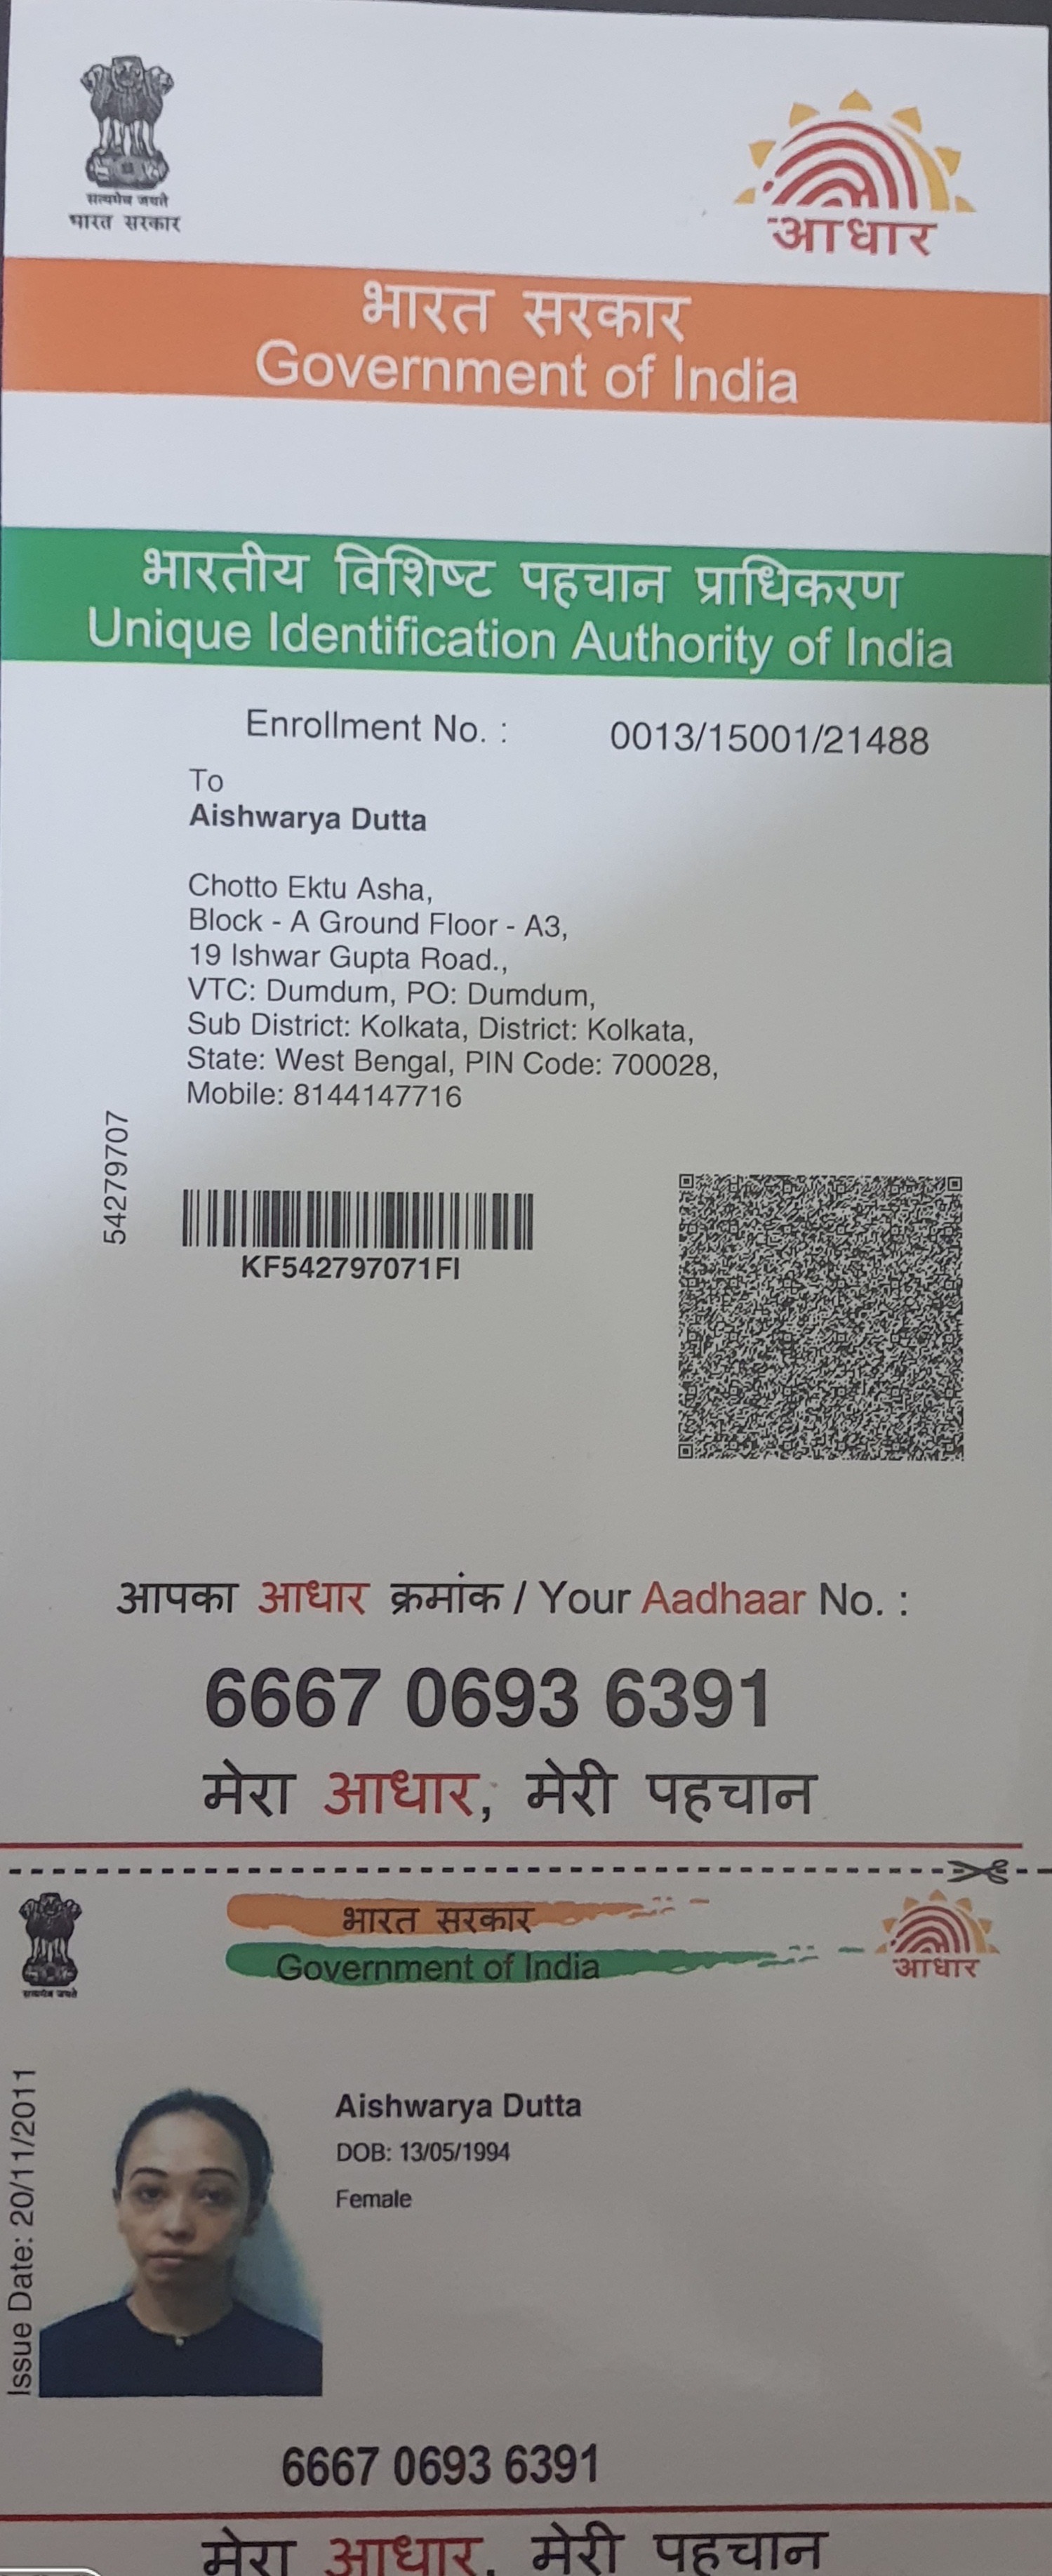 सत्यमेव जयते
भारत सरकार
आधार
भारत सरकार
Government of India
भारतीय विशिष्ट पहचान प्राधिकरण
Unique Identification Authority of India
Enrollment No. : 0013/15001/21488
To
Aishwarya Dutta
Chotto Ektu Asha,
Block - A Ground Floor - A3,
19 Ishwar Gupta Road.,
VTC: Dumdum, PO: Dumdum,
Sub District: Kolkata, District: Kolkata,
State: West Bengal, PIN Code: 700028,
Mobile: 8144147716
54279707
KF542797071FI
आपका आधार क्रमांक / Your Aadhaar No. :
6667 0693 6391
मेरा आधार, मेरी पहचान
भारत सरकार
Government of India
आधार
सत्यमेव जयते
Issue Date: 20/11/2011
Aishwarya Dutta
DOB: 13/05/1994
Female
6667 0693 6391
मेरा आधार, मेरी पहचान